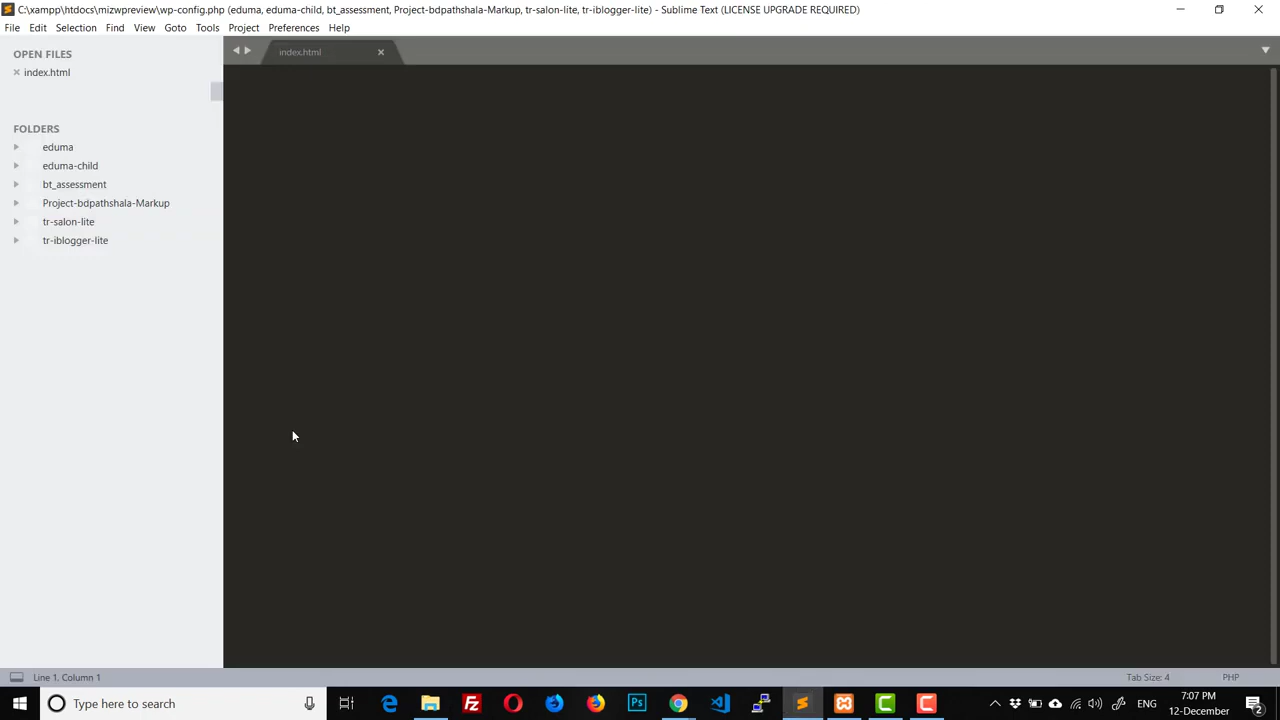 C:\xampp\htdocs\mizwpreview\wp-config.php (eduma, eduma-child, bt_assessment, Project-bdpathshala-Markup, tr-salon-lite, tr-iblogger-lite) - Sublime Text (LICENSE UPGRADE REQUIRED)
File Edit Selection Find View Goto Tools Project Preferences Help
OPEN FILES
index.html
index.html
FOLDERS
eduma
eduma-child
bt_assessment
Project-bdpathshala-Markup
tr-salon-lite
tr-iblogger-lite
Line 1, Column 1
Tab Size: 4
PHP
Type here to search
Ps
ENG
7:07 PM
12-December
2